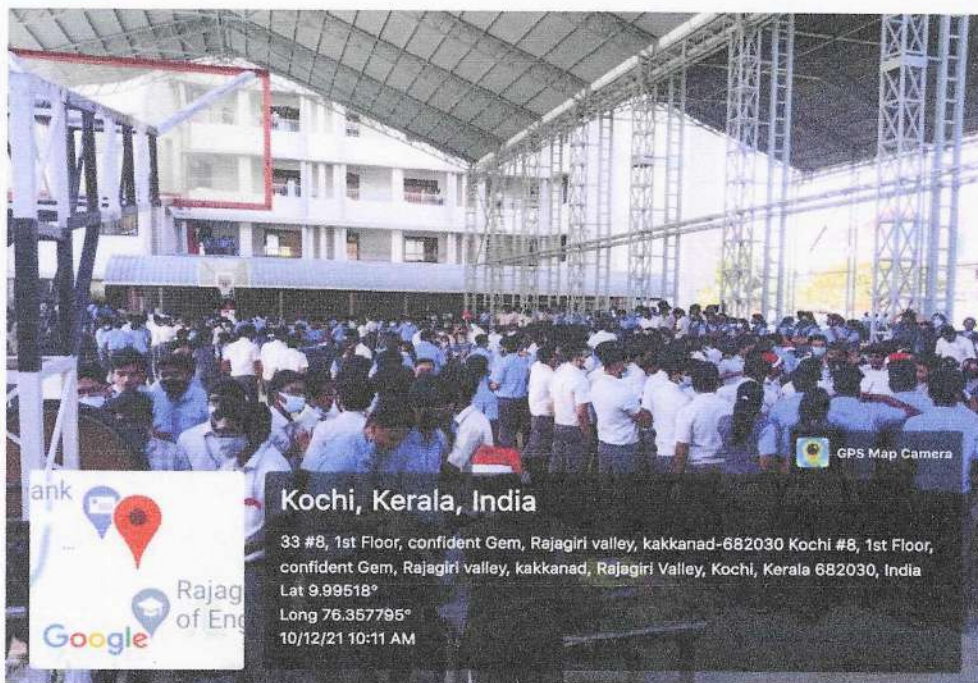 GPS Map Camera
Kochi, Kerala, India
33 #8, 1st Floor, confident Gem, Rajagiri valley, kakkanad-682030 Kochi #8, 1st Floor,
confident Gem, Rajagiri valley, kakkanad, Rajagiri Valley, Kochi, Kerala 682030, India
Lat 9.99518°
Long 76.357795°
10/12/21 10:11 AM
ank
Rajag
of Eng
Google